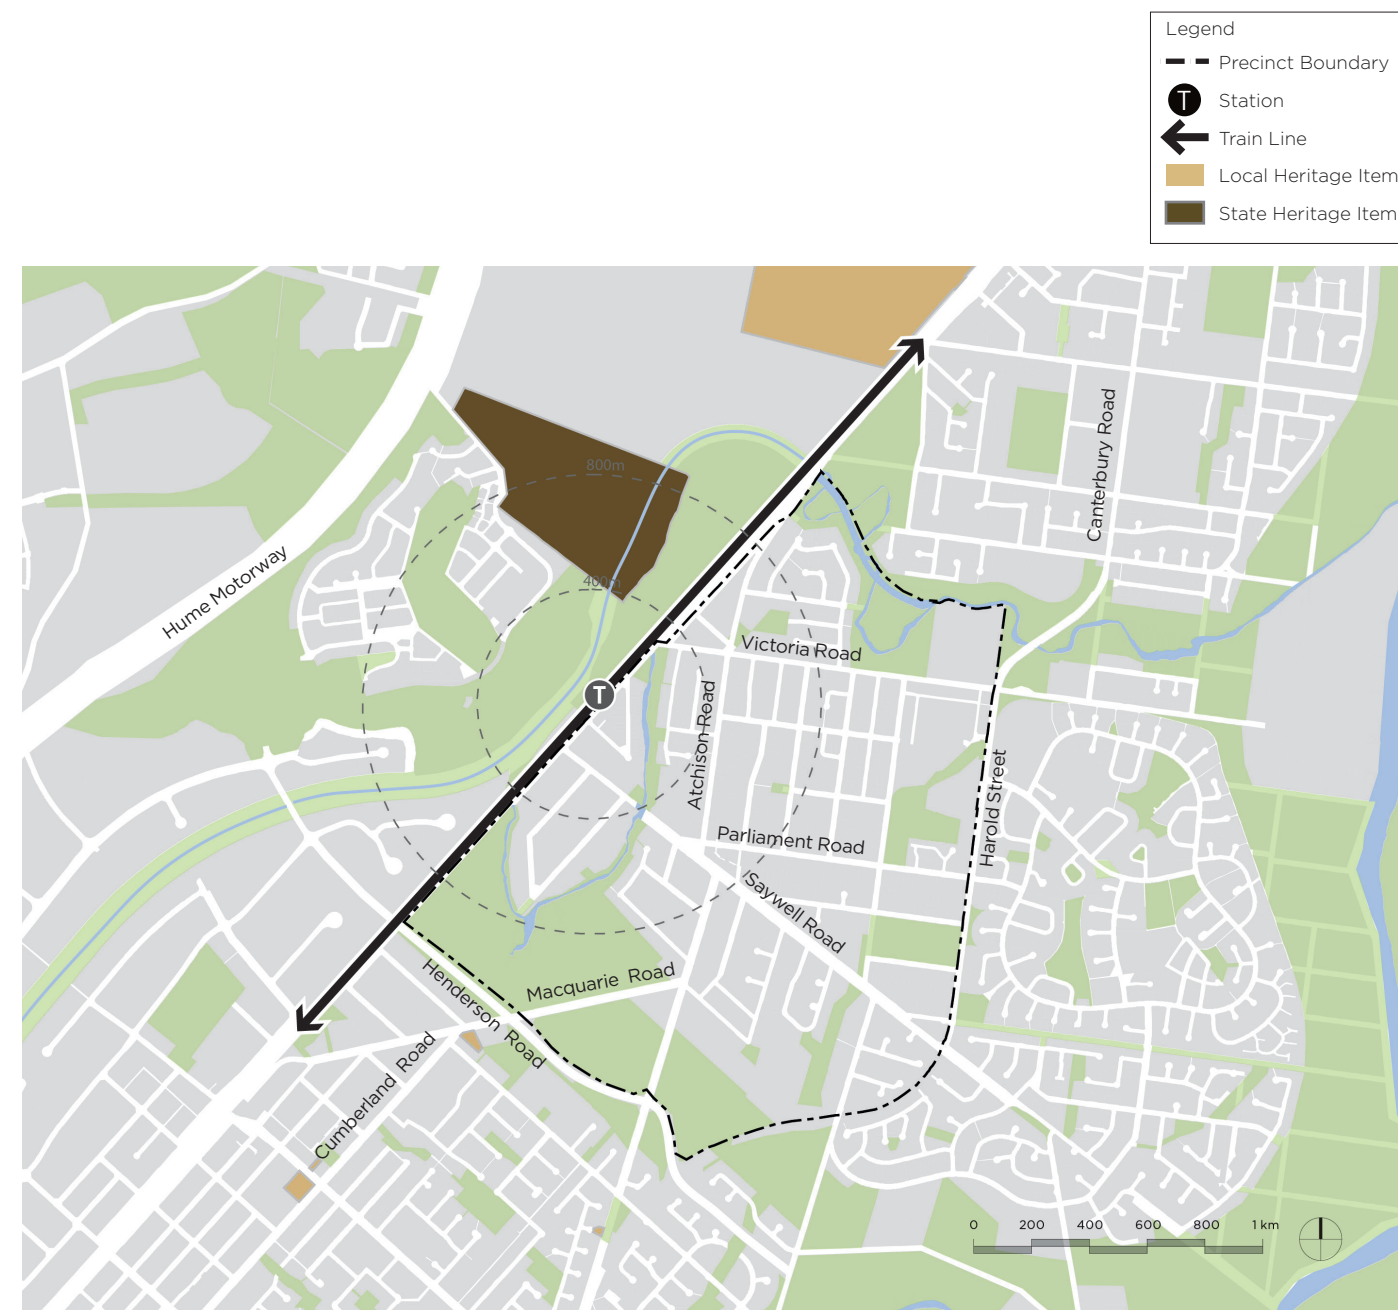 Legend
Precinct Boundary
T Station
Train Line
Local Heritage Item
State Heritage Item
800m
400m
Hume Motorway
Canterbury Road
Victoria Road
T
Atchison Road
Harold Street
Parliament Road
Saywell Road
Henderson Road
Macquarie Road
Cumberland Road
0 200 400 600 800 1 km